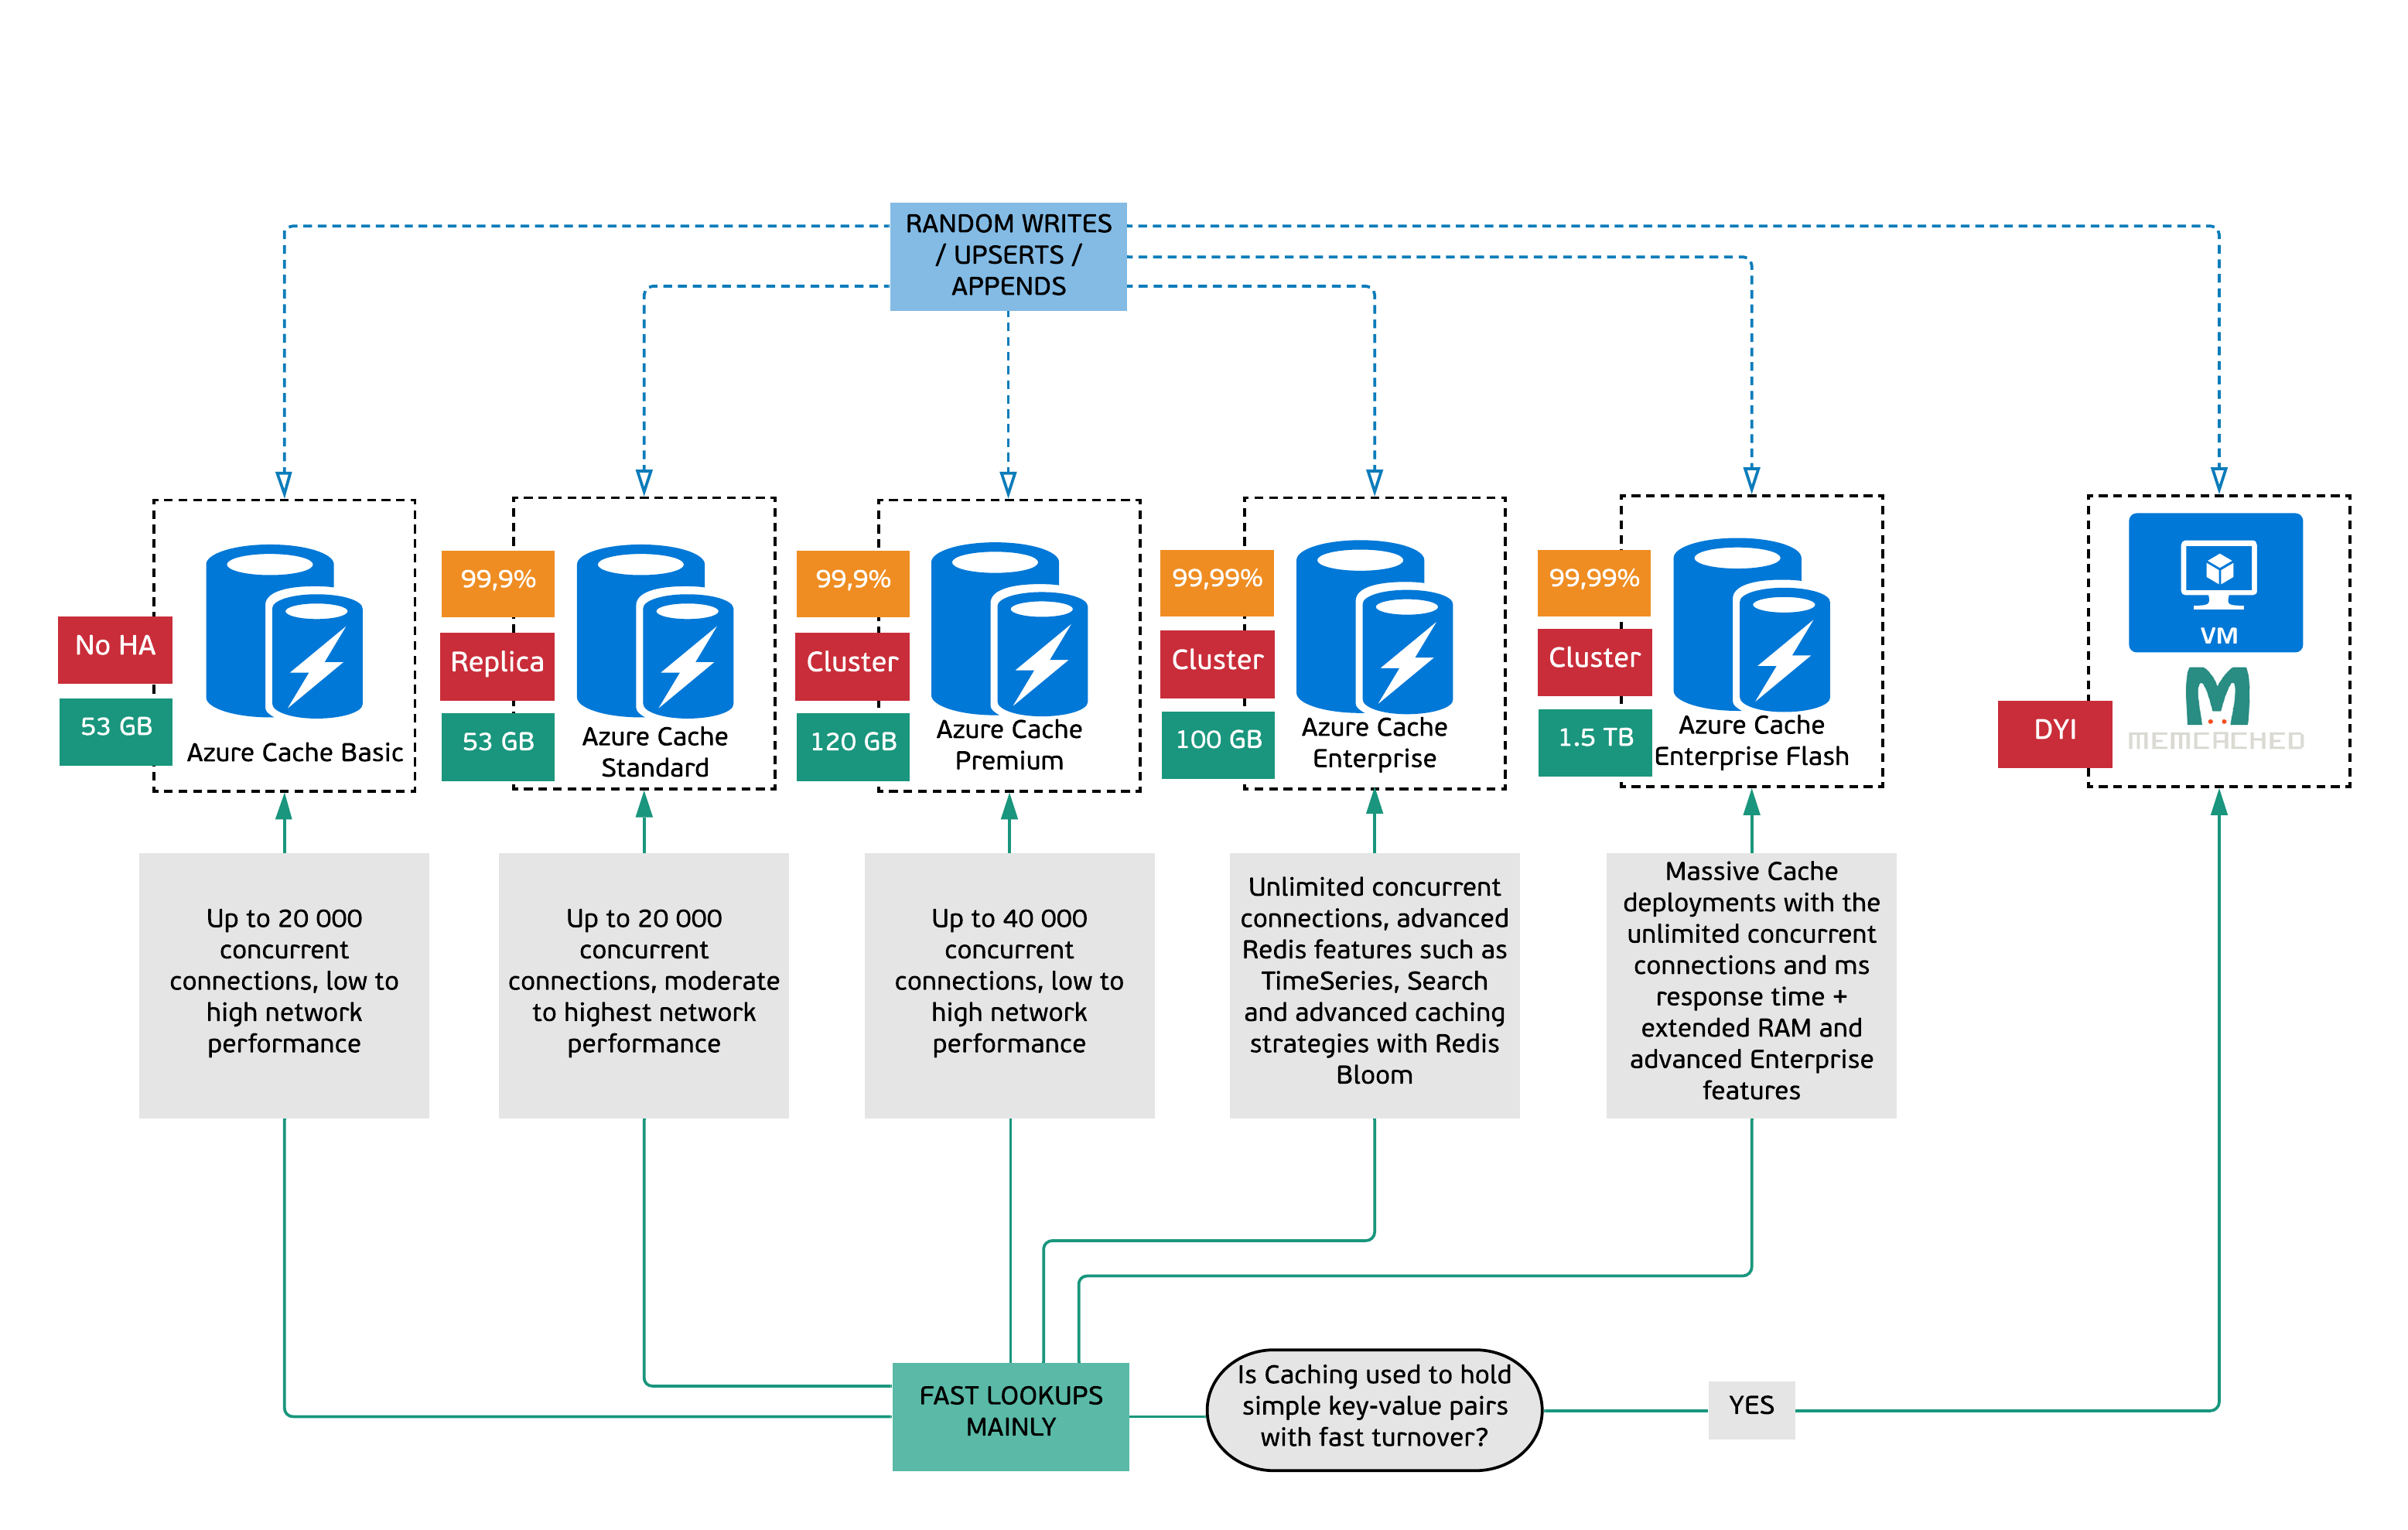 RANDOM WRITES
/ UPSERTS /
APPENDS
No HA
53 GB
Azure Cache Basic
99,9%
Replica
53 GB
Azure Cache
Standard
99,9%
Cluster
120 GB
Azure Cache
Premium
99,99%
Cluster
100 GB
Azure Cache
Enterprise
99,99%
Cluster
1.5 TB
Azure Cache
Enterprise Flash
VM
MEMCACHED
DYI
Up to 20 000
concurrent
connections, low to
high network
performance
Up to 20 000
concurrent
connections, moderate
to highest network
performance
Up to 40 000
concurrent
connections, low to
high network
performance
Unlimited concurrent
connections, advanced
Redis features such as
TimeSeries, Search
and advanced caching
strategies with Redis
Bloom
Massive Cache
deployments with the
unlimited concurrent
connections and ms
response time +
extended RAM and
advanced Enterprise
features
FAST LOOKUPS
MAINLY
Is Caching used to hold
simple key-value pairs
with fast turnover?
YES